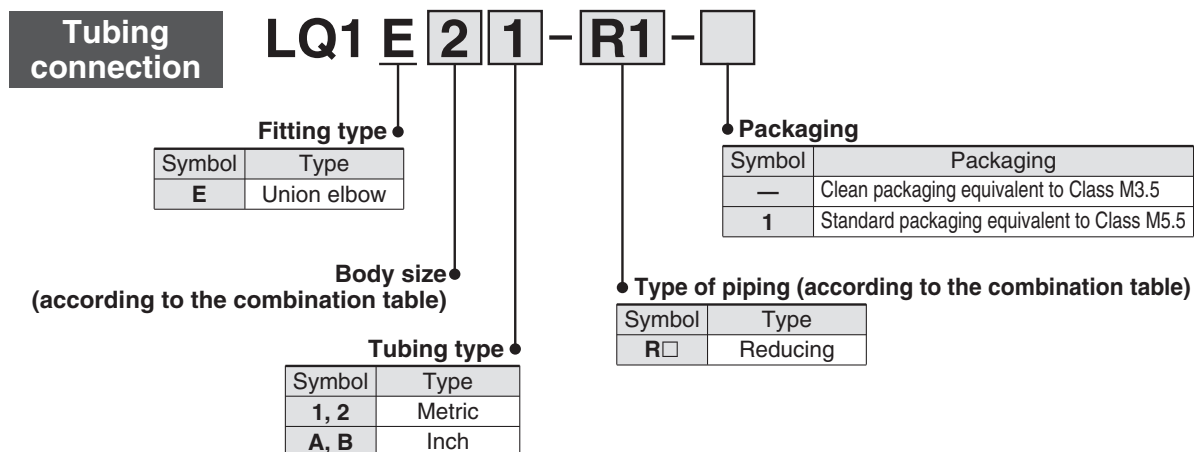 Tubing
connection
LQ1 E 2 1 - R1 - □
Fitting type
Symbol Type
E Union elbow
Packaging
Symbol Packaging
— Clean packaging equivalent to Class M3.5
1 Standard packaging equivalent to Class M5.5
Body size
(according to the combination table)
Type of piping (according to the combination table)
Symbol Type
R□ Reducing
Tubing type
Symbol Type
1, 2 Metric
A, B Inch